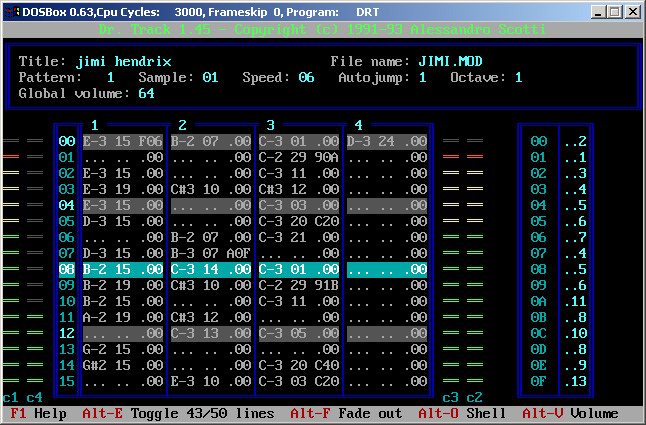 DOSBox 0.63,Cpu Cycles:    3000, Frameskip  0, Program:     DRT
Dr. Track 1.45 - Copyright (c) 1991-93 Alessandro Scotti
Title: jimi hendrix                    File name: JIMI.MOD
Pattern:   1   Sample: 01   Speed: 06   Autojump: 1   Octave: 1
Global volume: 64
1 2 3 4
00 E-3 15 F06 B-2 07 .00 C-3 01 .00 D-3 24 .00 00 ..2
01 ... .. .00 ... .. .00 C-2 29 90A ... .. .00 01 ..1
02 E-3 15 .00 ... .. .00 C-3 11 .00 ... .. .00 02 ..3
03 E-3 19 .00 C#3 10 .00 C#3 12 .00 ... .. .00 03 ..4
04 E-3 15 .00 ... .. .00 C-3 03 .00 ... .. .00 04 ..5
05 D-3 15 .00 ... .. .00 C-3 20 C20 ... .. .00 05 ..6
06 ... .. .00 B-2 07 .00 C-3 21 .00 ... .. .00 06 ..7
07 D-3 15 .00 B-3 07 A0F ... .. .00 ... .. .00 07 ..4
08 B-2 15 .00 C-3 14 .00 C-3 01 .00 ... .. .00 08 ..5
09 B-2 19 .00 C#3 10 .00 C-2 29 91B ... .. .00 09 ..6
10 B-2 15 .00 ... .. .00 C-3 11 .00 ... .. .00 0A ..11
11 A-2 19 .00 C#3 12 .00 ... .. .00 ... .. .00 0B ..8
12 ... .. .00 C-3 13 .00 C-3 05 .00 ... .. .00 0C ..10
13 G-2 15 .00 ... .. .00 ... .. .00 ... .. .00 0D ..8
14 G#2 15 .00 ... .. .00 C-3 20 C40 ... .. .00 0E ..9
15 ... .. .00 E-3 10 .00 C-3 03 C20 ... .. .00 0F ..13
c1 c4 c3 c2
F1 Help  Alt-E Toggle 43/50 lines  Alt-F Fade out  Alt-O Shell  Alt-V Volume